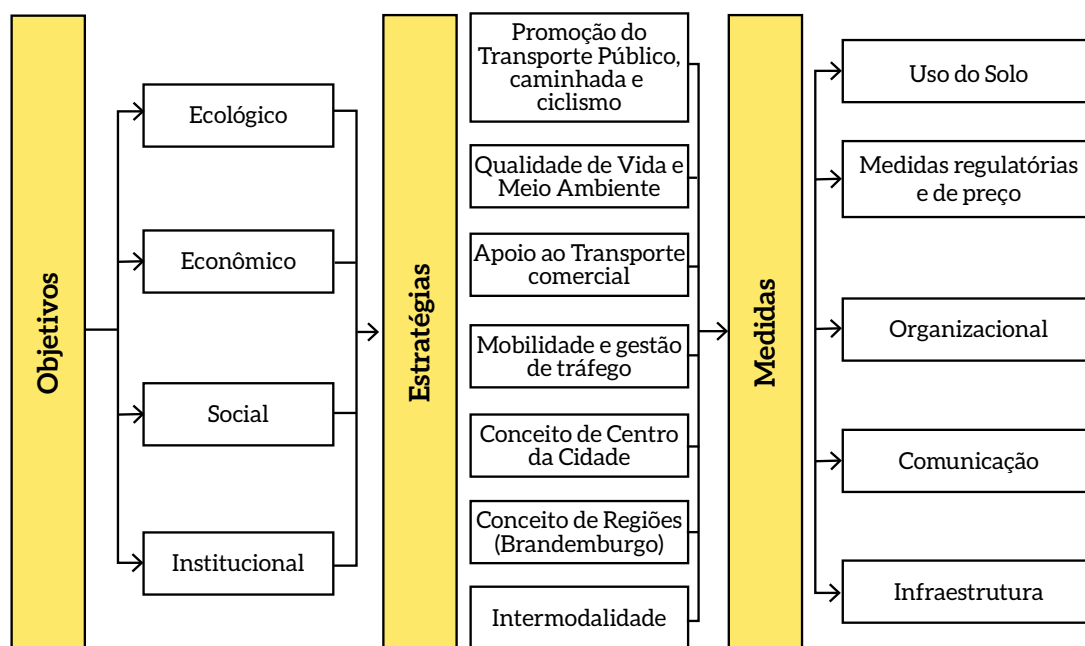 Objetivos
Ecológico
Econômico
Social
Institucional
Estratégias
Promoção do
Transporte Público,
caminhada e
ciclismo
Qualidade de Vida e
Meio Ambiente
Apoio ao Transporte
comercial
Mobilidade e gestão
de tráfego
Conceito de Centro
da Cidade
Conceito de Regiões
(Brandemburgo)
Intermodalidade
Medidas
Uso do Solo
Medidas regulatórias
e de preço
Organizacional
Comunicação
Infraestrutura